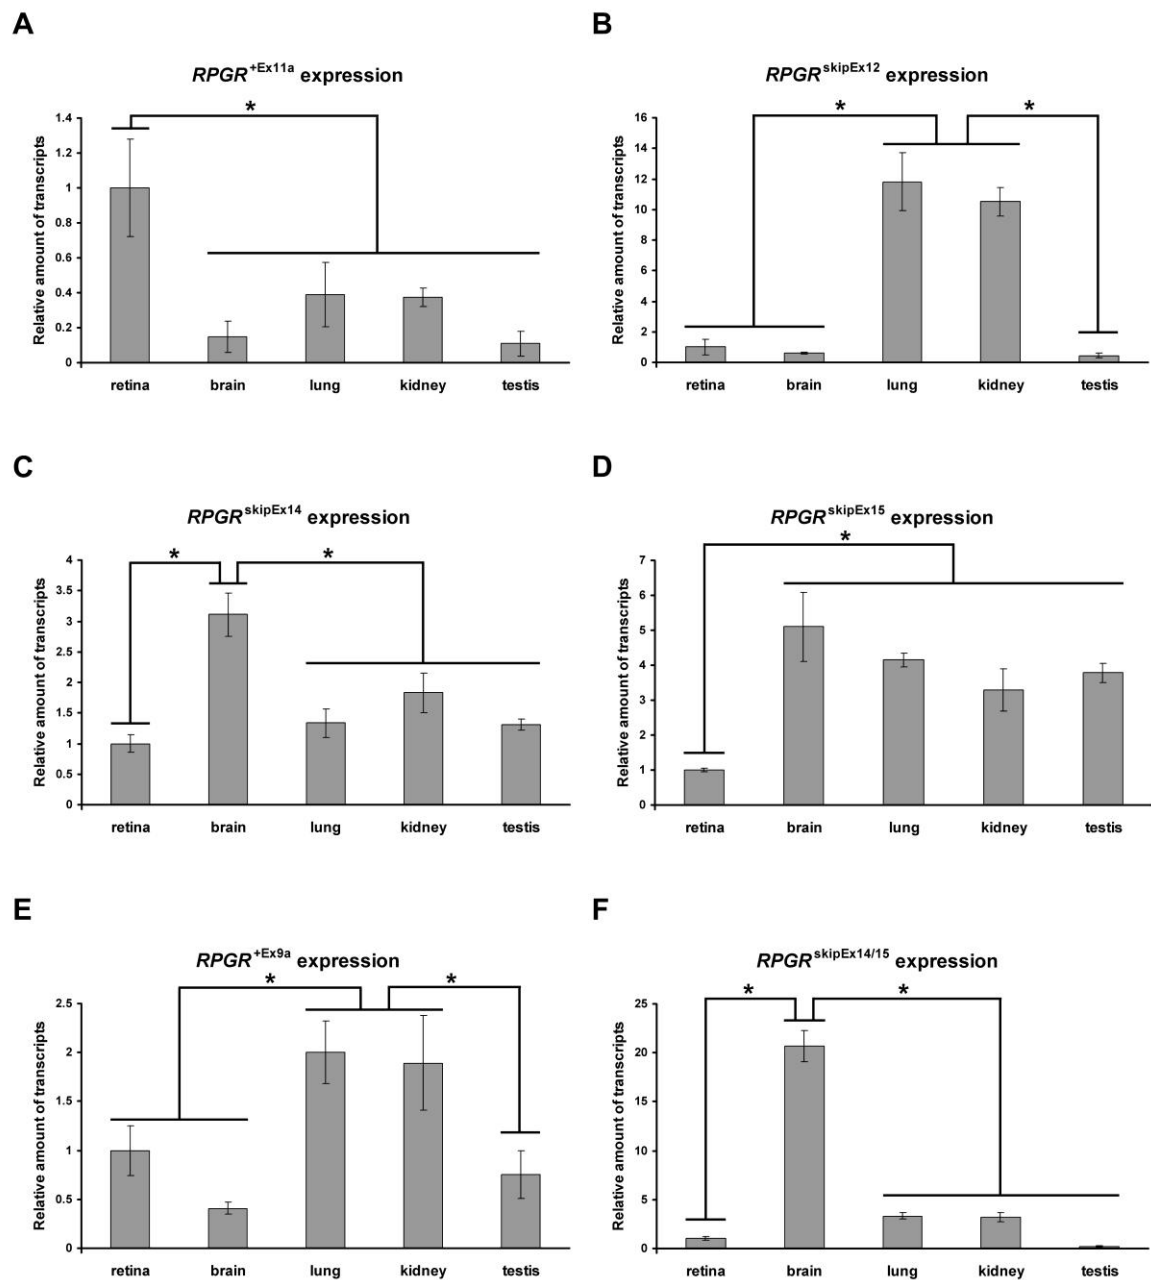 A
RPGR+Ex11a expression
*
Relative amount of transcripts
1.4
1.2
1
0.8
0.6
0.4
0.2
0
retina brain lung kidney testis
B
RPGRskipEx12 expression
* *
Relative amount of transcripts
16
14
12
10
8
6
4
2
0
retina brain lung kidney testis
C
RPGRskipEx14 expression
* *
Relative amount of transcripts
4
3.5
3
2.5
2
1.5
1
0.5
0
retina brain lung kidney testis
D
RPGRskipEx15 expression
*
Relative amount of transcripts
7
6
5
4
3
2
1
0
retina brain lung kidney testis
E
RPGR+Ex9a expression
* *
Relative amount of transcripts
2.5
2
1.5
1
0.5
0
retina brain lung kidney testis
F
RPGRskipEx14/15 expression
* *
Relative amount of transcripts
25
20
15
10
5
0
retina brain lung kidney testis